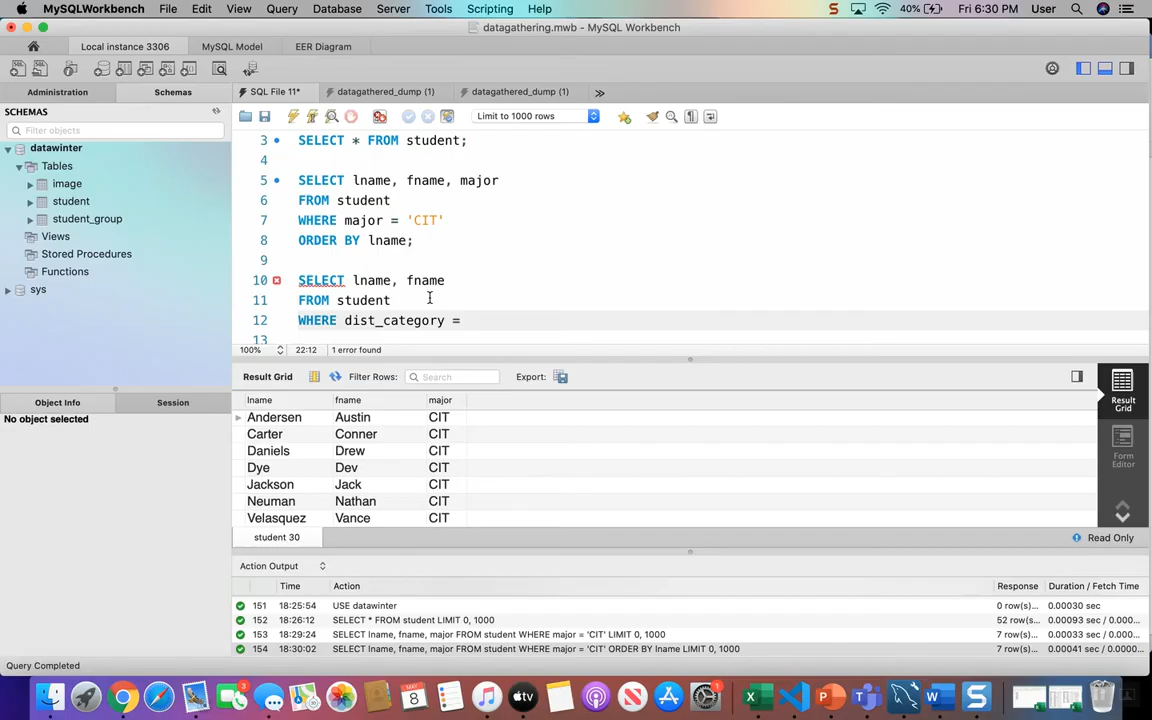 MySQLWorkbench File Edit View Query Database Server Tools Scripting Help 40% Fri 6:30 PM User
datagathering.mwb - MySQL Workbench
Local instance 3306 MySQL Model EER Diagram
Administration Schemas SQL File 11* datagathered_dump (1) datagathered_dump (1)
SCHEMAS
Filter objects
Limit to 1000 rows
datawinter
Tables
image
student
student_group
Views
Stored Procedures
Functions
sys
3 SELECT * FROM student;
4
5 SELECT lname, fname, major
6 FROM student
7 WHERE major = 'CIT'
8 ORDER BY lname;
9
10 SELECT lname, fname
11 FROM student
12 WHERE dist_category =
13
100% 22:12 1 error found
Object Info Session
No object selected
Result Grid Filter Rows: Search Export:
lname fname major
Andersen Austin CIT
Carter Conner CIT
Daniels Drew CIT
Dye Dev CIT
Jackson Jack CIT
Neuman Nathan CIT
Velasquez Vance CIT
Result Grid
Form Editor
student 30 Read Only
Action Output
Time Action Response Duration / Fetch Time
151 18:25:54 USE datawinter 0 row(s)... 0.00030 sec
152 18:26:12 SELECT * FROM student LIMIT 0, 1000 52 row(s)... 0.00093 sec / 0.0000...
153 18:29:24 SELECT lname, fname, major FROM student WHERE major = 'CIT' LIMIT 0, 1000 7 row(s)... 0.00033 sec / 0.0000...
154 18:30:02 SELECT lname, fname, major FROM student WHERE major = 'CIT' ORDER BY lname LIMIT 0, 1000 7 row(s)... 0.00041 sec / 0.0000...
Query Completed
3
MAY
8
tv
1